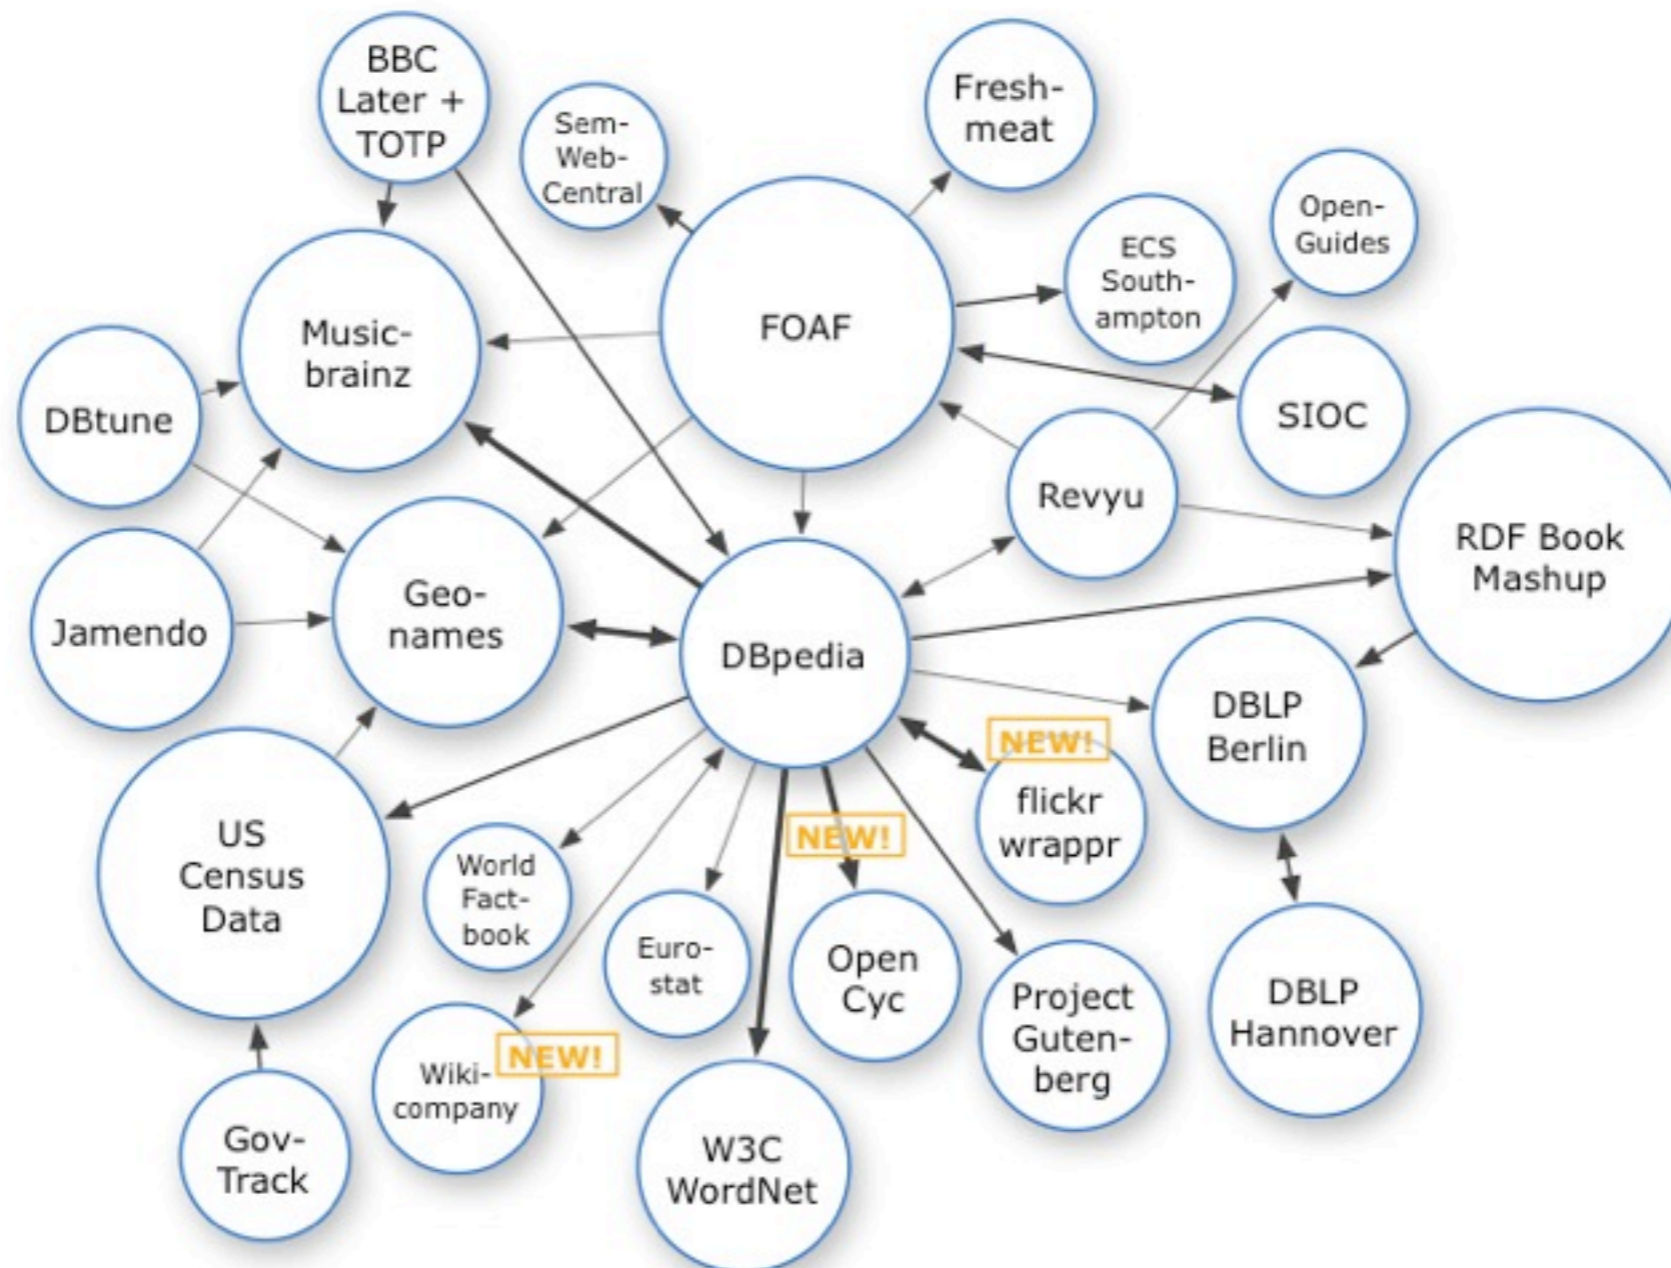 BBC
Later +
TOTP
Sem-
Web-
Central
Fresh-
meat
Open-
Guides
ECS
South-
ampton
FOAF
Music-
brainz
DBtune
SIOC
Revyu
RDF Book
Mashup
Geo-
names
Jamendo
DBpedia
DBLP
Berlin
NEW!
flickr
wrappr
NEW!
US
Census
Data
World
Fact-
book
Euro-
stat
Open
Cyc
Project
Guten-
berg
DBLP
Hannover
NEW!
Wiki-
company
Gov-
Track
W3C
WordNet